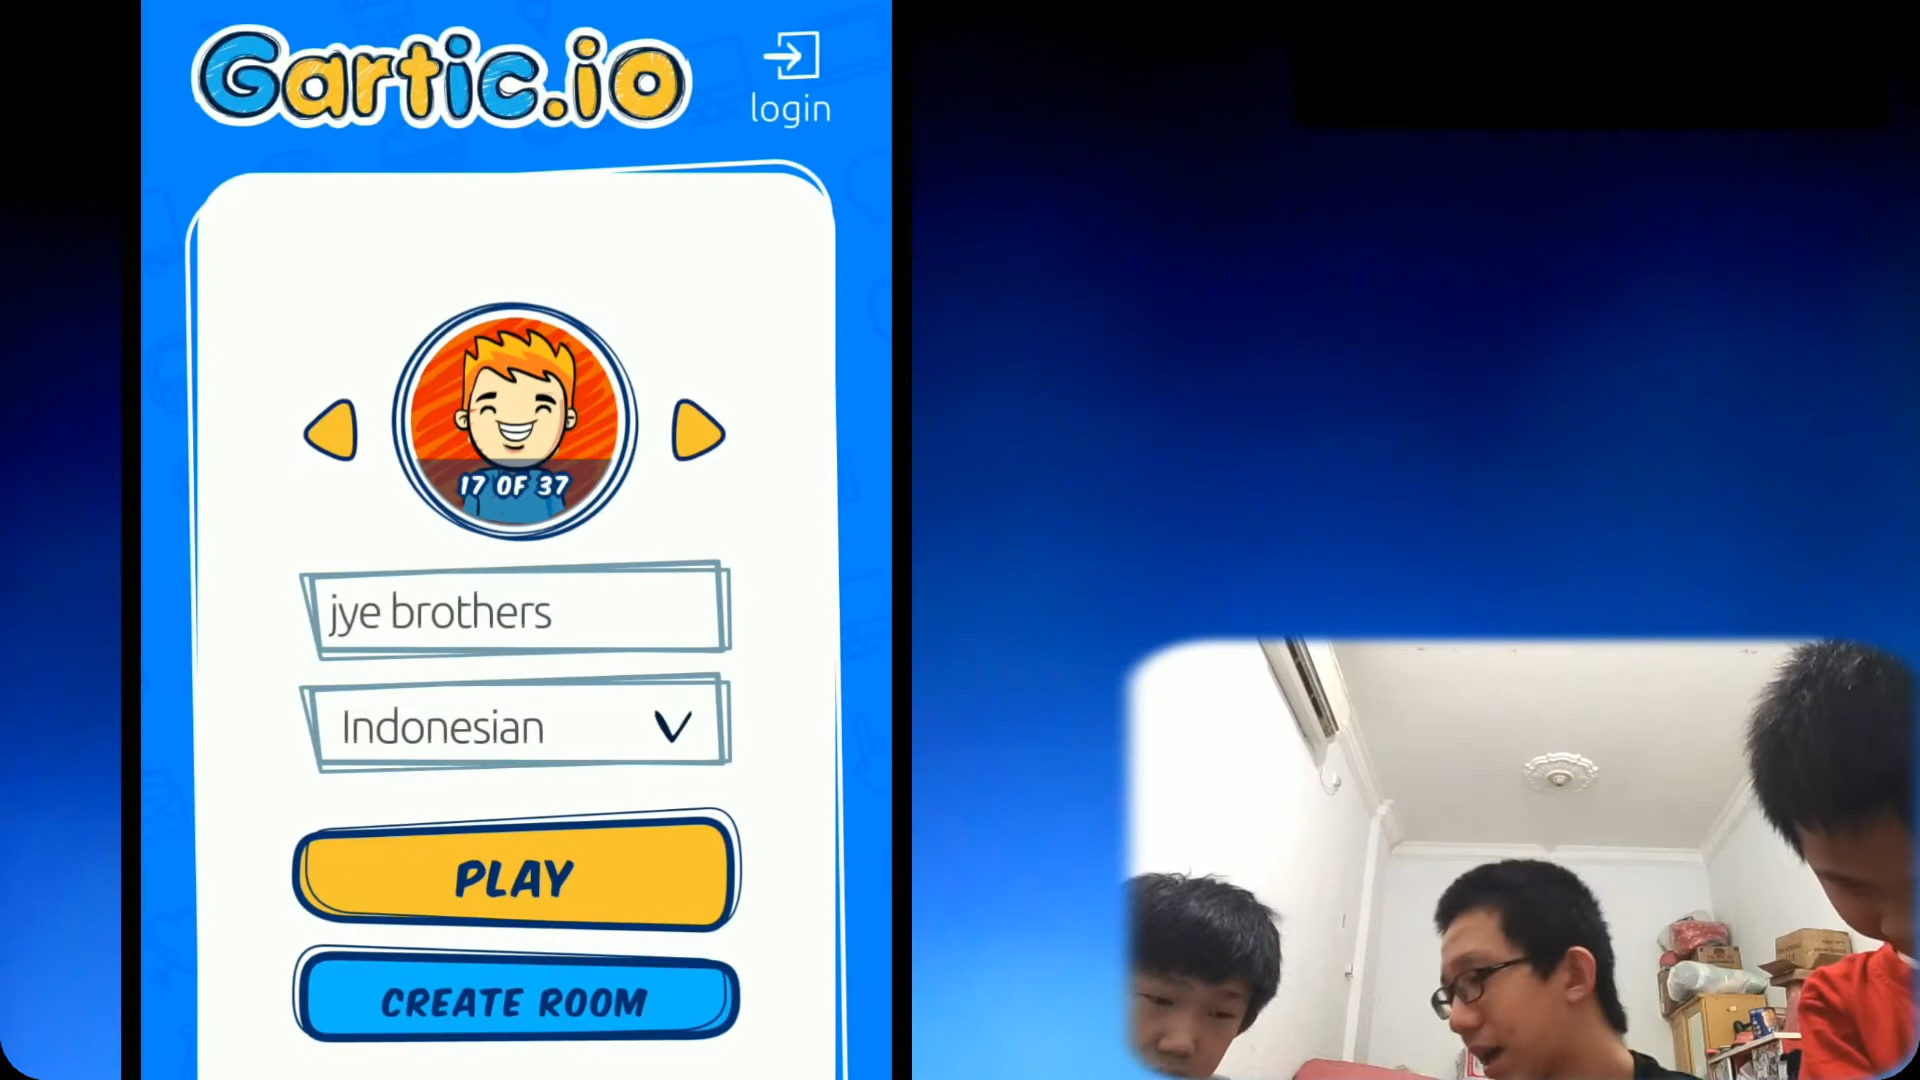 Gartic.io
login
17 OF 37
jye brothers
Indonesian
PLAY
CREATE ROOM